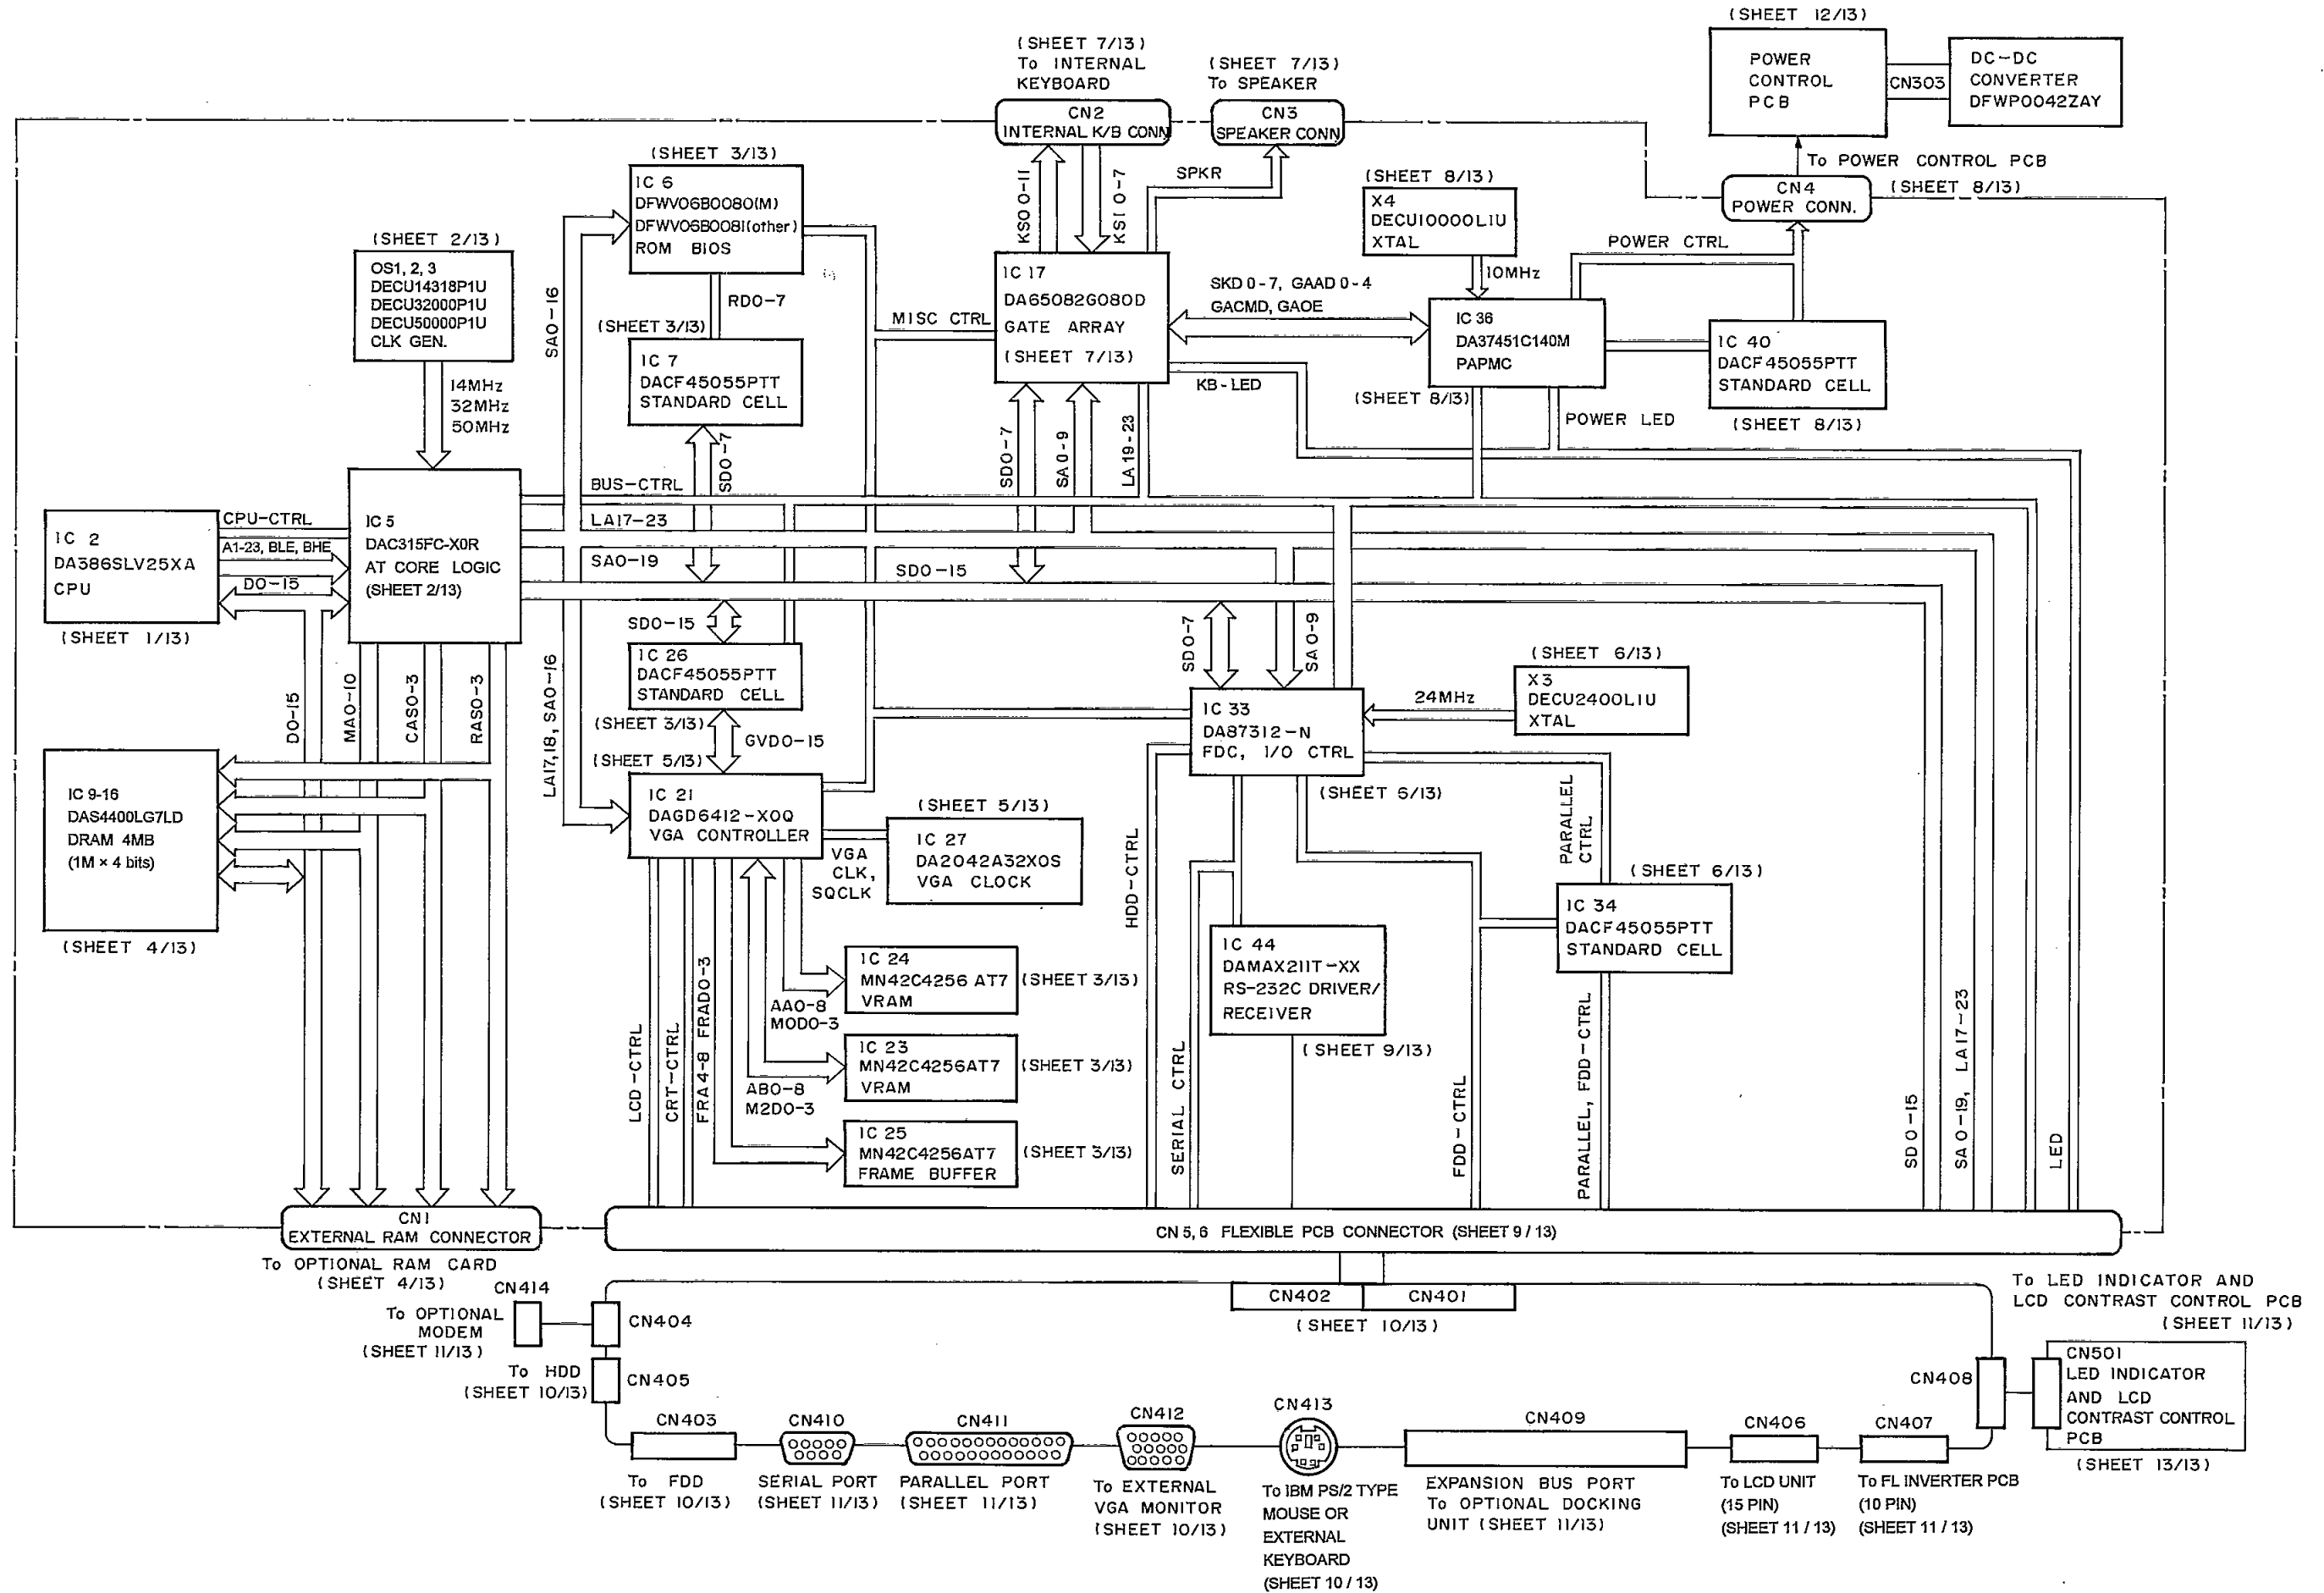 (SHEET 12/13)
POWER
CONTROL
PCB
CN303
DC-DC
CONVERTER
DFWP0042ZAY
To POWER CONTROL PCB
CN4
POWER CONN.
(SHEET 8/13)
(SHEET 7/13)
To INTERNAL
KEYBOARD
CN2
INTERNAL K/B CONN
(SHEET 7/13)
To SPEAKER
CN3
SPEAKER CONN
KSO0-11
KSI0-7
SPKR
(SHEET 3/13)
IC 6
DFWV06B0080(M)
DFWV06B0081(other)
ROM BIOS
SA0-16
RD0-7
(SHEET 3/13)
IC 7
DACF45055PTT
STANDARD CELL
SD0-7
(SHEET 2/13)
OS1, 2, 3
DECU14318P1U
DECU32000P1U
DECU50000P1U
CLK GEN.
14MHz
32MHz
50MHz
MISC CTRL
IC 17
DA65082G080D
GATE ARRAY
(SHEET 7/13)
SKD 0-7, GAAD 0-4
GACMD, GAOE
KB-LED
SD0-7
SA0-9
LA19-23
(SHEET 8/13)
X4
DECU10000L1U
XTAL
10MHz
POWER CTRL
IC 36
DA37451C140M
PAPMC
(SHEET 8/13)
POWER LED
IC 40
DACF45055PTT
STANDARD CELL
(SHEET 8/13)
IC 2
DA386SLV25XA
CPU
(SHEET 1/13)
CPU-CTRL
A1-23, BLE, BHE
D0-15
IC 5
DAC315FC-X0R
AT CORE LOGIC
(SHEET 2/13)
BUS-CTRL
LA17-23
SA0-19
SD0-15
D0-15
MA0-10
CAS0-3
RAS0-3
IC 9-16
DAS4400LG7LD
DRAM 4MB
(1M × 4 bits)
(SHEET 4/13)
LA17,18, SA0-16
SD0-15
IC 26
DACF45055PTT
STANDARD CELL
(SHEET 3/13)
GVD0-15
(SHEET 5/13)
IC 21
DAGD6412-X0Q
VGA CONTROLLER
VGA
CLK,
SQCLK
(SHEET 5/13)
IC 27
DA2042A32X0S
VGA CLOCK
LCD-CTRL
CRT-CTRL
FRA4-8 FRAD0-3
AA0-8
M0D0-3
IC 24
MN42C4256 AT7
VRAM
(SHEET 3/13)
AB0-8
M2D0-3
IC 23
MN42C4256AT7
VRAM
(SHEET 3/13)
IC 25
MN42C4256AT7
FRAME BUFFER
(SHEET 3/13)
SD0-7
SA0-9
IC 33
DA87312-N
FDC, I/O CTRL
(SHEET 6/13)
24MHz
(SHEET 6/13)
X3
DECU2400L1U
XTAL
HDD-CTRL
SERIAL CTRL
IC 44
DAMAX211T-XX
RS-232C DRIVER/
RECEIVER
(SHEET 9/13)
FDD-CTRL
PARALLEL
CTRL
(SHEET 6/13)
IC 34
DACF45055PTT
STANDARD CELL
PARALLEL, FDD-CTRL
SD0-15
SA0-19, LA17-23
LED
CN1
EXTERNAL RAM CONNECTOR
To OPTIONAL RAM CARD
(SHEET 4/13)
CN 5, 6 FLEXIBLE PCB CONNECTOR (SHEET 9 / 13)
CN402
CN401
(SHEET 10/13)
CN414
To OPTIONAL
MODEM
(SHEET 11/13)
CN404
To HDD
(SHEET 10/13)
CN405
CN403
To FDD
(SHEET 10/13)
CN410
SERIAL PORT
(SHEET 11/13)
CN411
PARALLEL PORT
(SHEET 11/13)
CN412
To EXTERNAL
VGA MONITOR
(SHEET 10/13)
CN413
To IBM PS/2 TYPE
MOUSE OR
EXTERNAL
KEYBOARD
(SHEET 10 / 13)
CN409
EXPANSION BUS PORT
To OPTIONAL DOCKING
UNIT (SHEET 11/13)
CN406
To LCD UNIT
(15 PIN)
(SHEET 11 / 13)
CN407
To FL INVERTER PCB
(10 PIN)
(SHEET 11 / 13)
CN408
To LED INDICATOR AND
LCD CONTRAST CONTROL PCB
(SHEET 11/13)
CN501
LED INDICATOR
AND LCD
CONTRAST CONTROL
PCB
(SHEET 13/13)